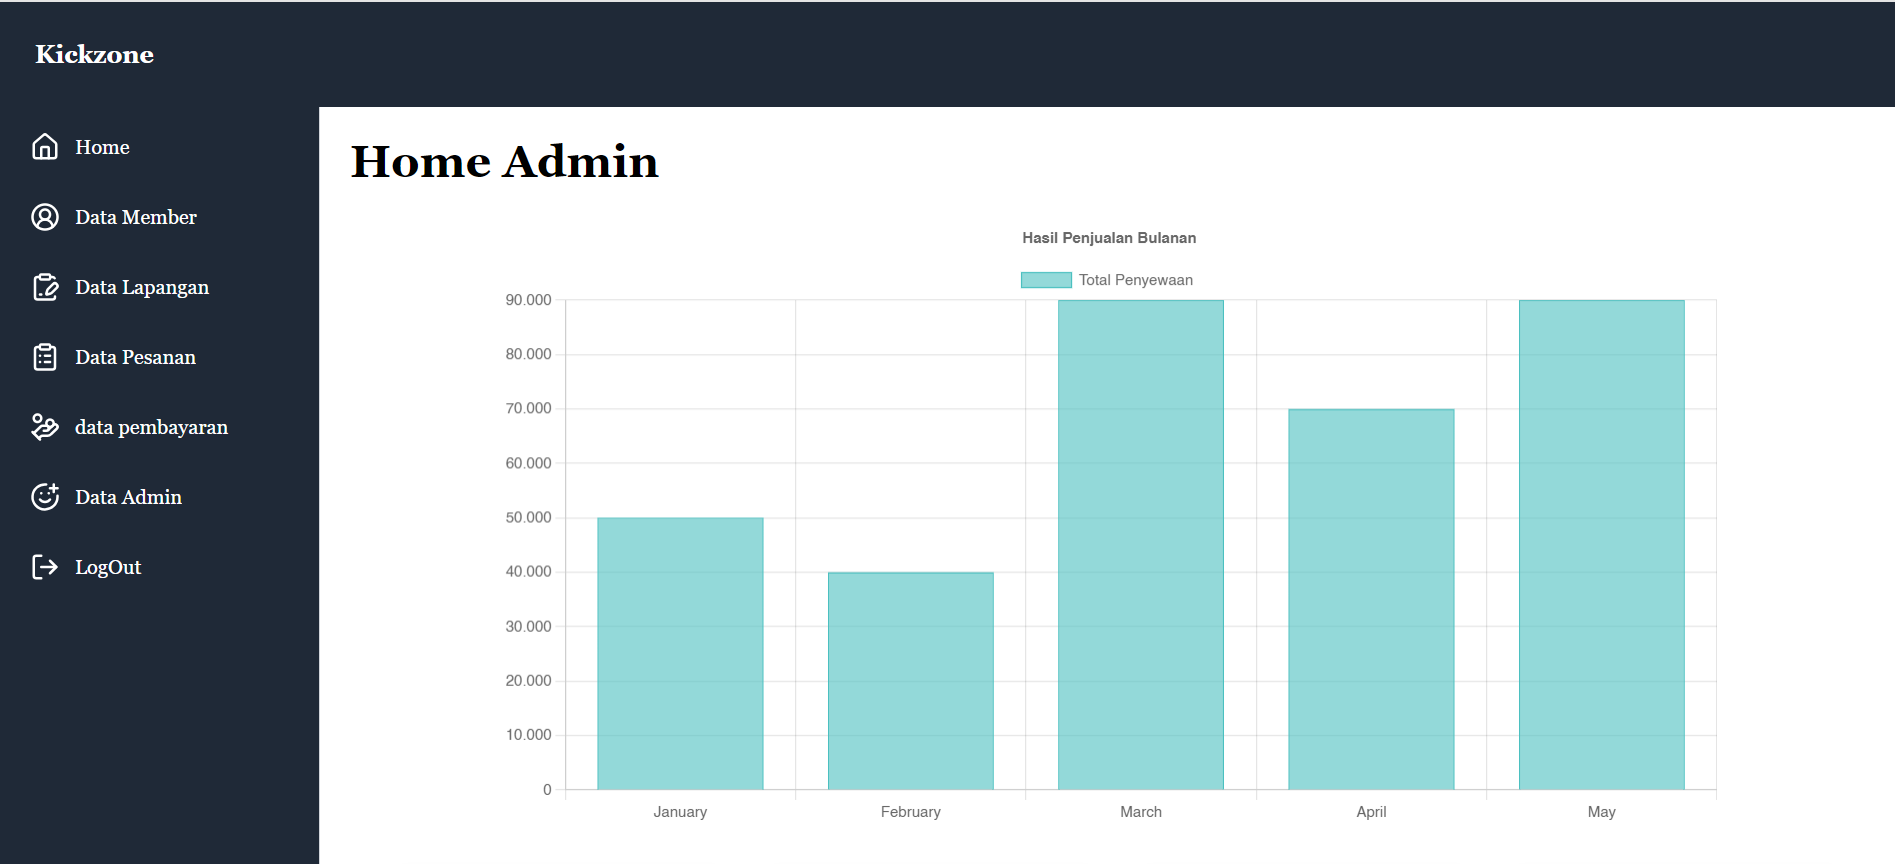 Kickzone
Home
Data Member
Data Lapangan
Data Pesanan
data pembayaran
Data Admin
LogOut
Home Admin
Hasil Penjualan Bulanan
Total Penyewaan
90.000
80.000
70.000
60.000
50.000
40.000
30.000
20.000
10.000
0
January February March April May